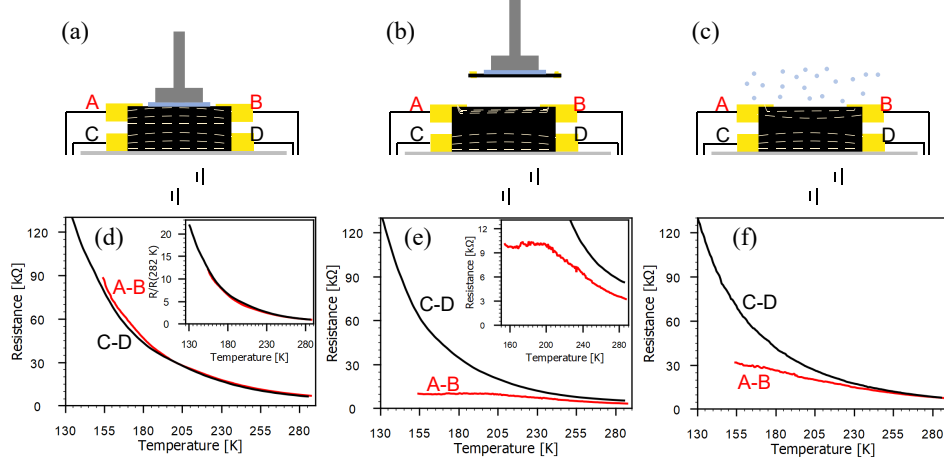 (a)
(b)
(c)
A
B
A
B
A
B
C
D
C
D
C
D
(d)
(e)
(f)
Resistance [kΩ]
120
90
60
30
0
A-B
C-D
R/R(282 K)
20
15
10
5
0
130
180
230
280
Temperature [K]
130 155 180 205 230 255 280
Temperature [K]
Resistance [kΩ]
120
90
60
30
0
C-D
A-B
Resistance [kΩ]
12
9
6
3
0
160
200
240
280
Temperature [K]
130 155 180 205 230 255 280
Temperature [K]
Resistance [kΩ]
120
90
60
30
0
C-D
A-B
130 155 180 205 230 255 280
Temperature [K]